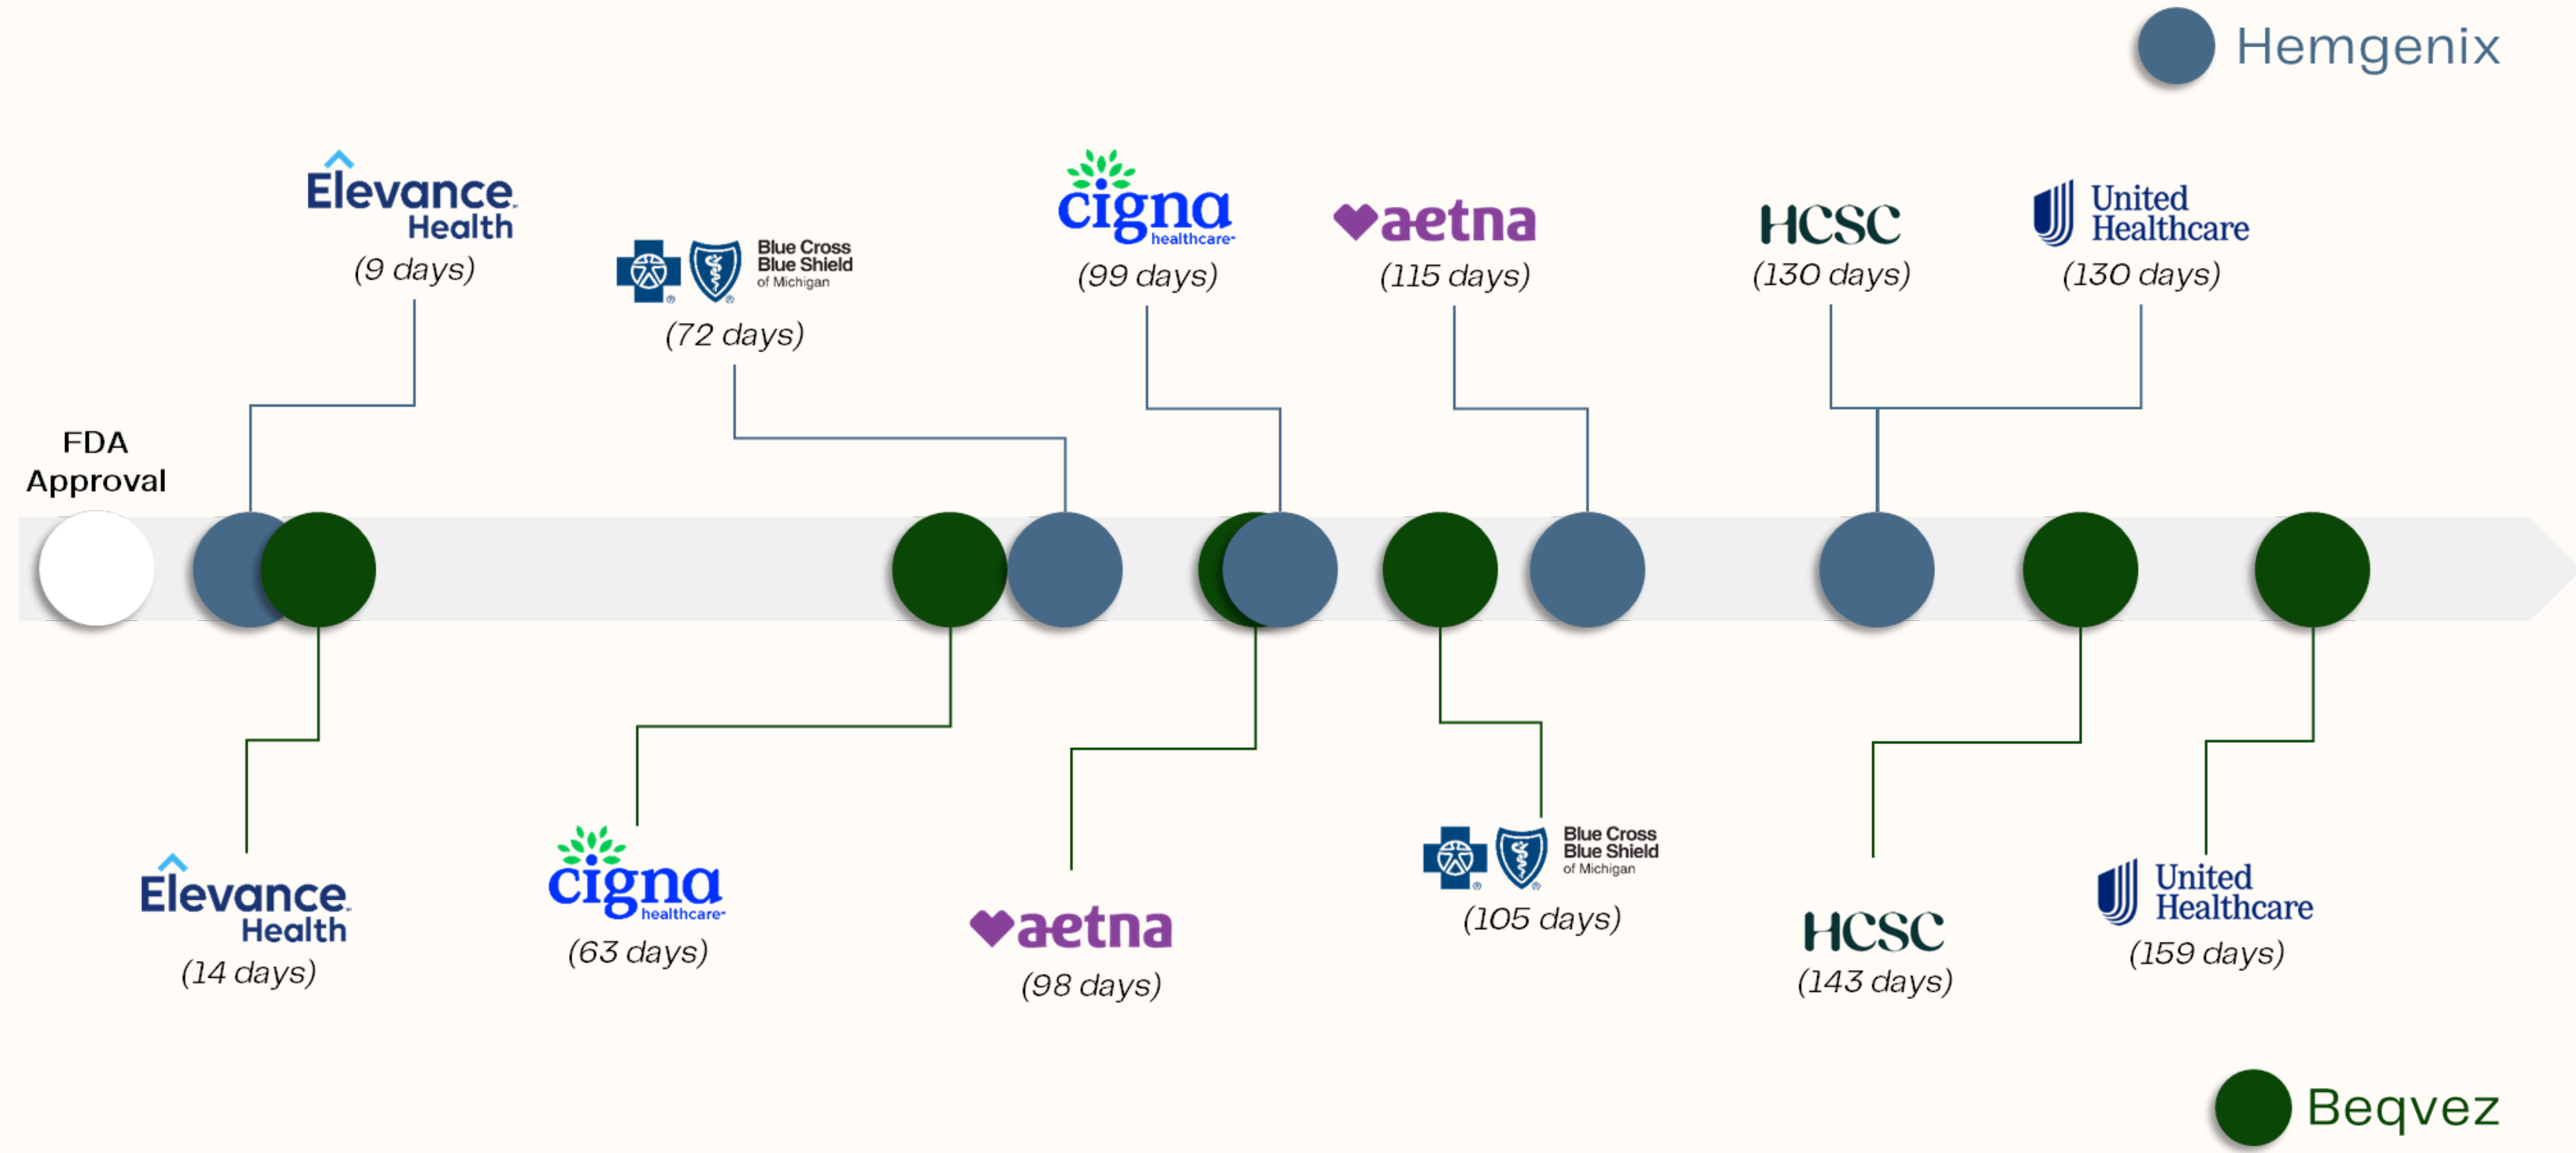 Hemgenix
Elevance
Health
(9 days)
Blue Cross
Blue Shield
of Michigan
(72 days)
cigna
healthcare
(99 days)
aetna
(115 days)
HCSC
(130 days)
United
Healthcare
(130 days)
FDA
Approval
Elevance
Health
(14 days)
cigna
healthcare
(63 days)
aetna
(98 days)
Blue Cross
Blue Shield
of Michigan
(105 days)
HCSC
(143 days)
United
Healthcare
(159 days)
Beqvez